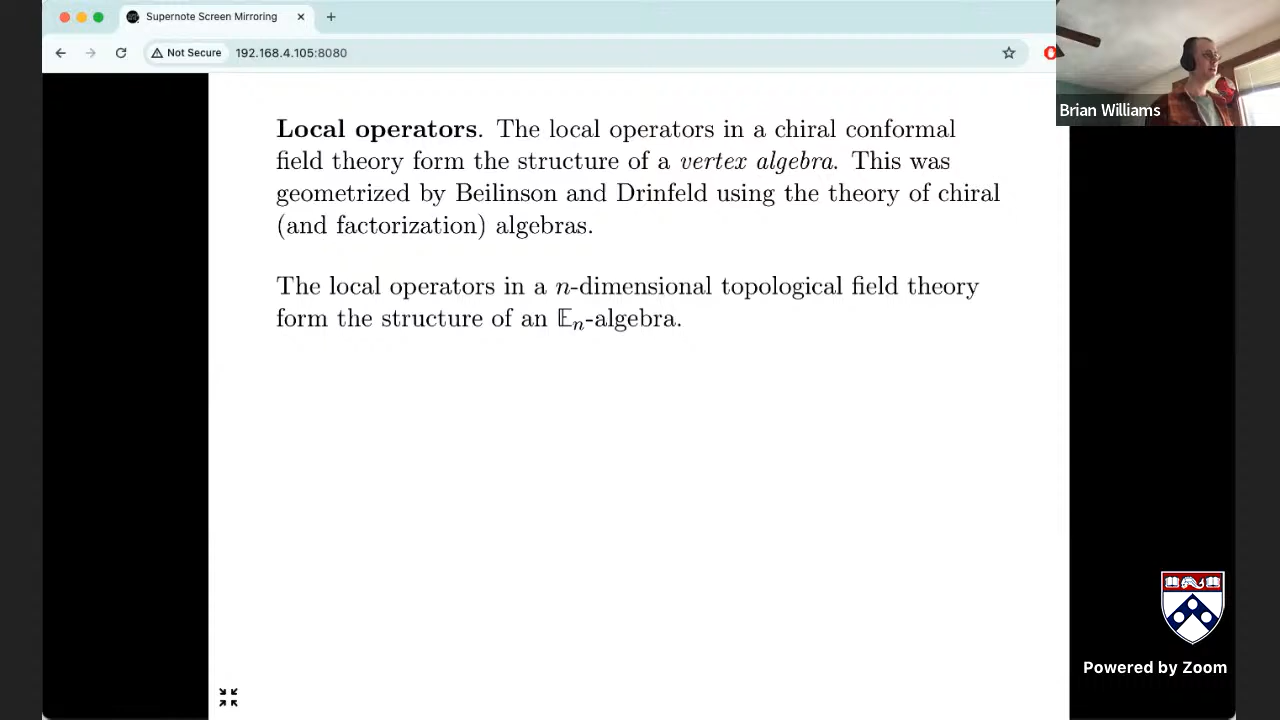 Supernote Screen Mirroring
Not Secure 192.168.4.105:8080
Brian Williams
Local operators. The local operators in a chiral conformal
field theory form the structure of a vertex algebra. This was
geometrized by Beilinson and Drinfeld using the theory of chiral
(and factorization) algebras.
The local operators in a n-dimensional topological field theory
form the structure of an 𝔼ₙ-algebra.
Powered by Zoom